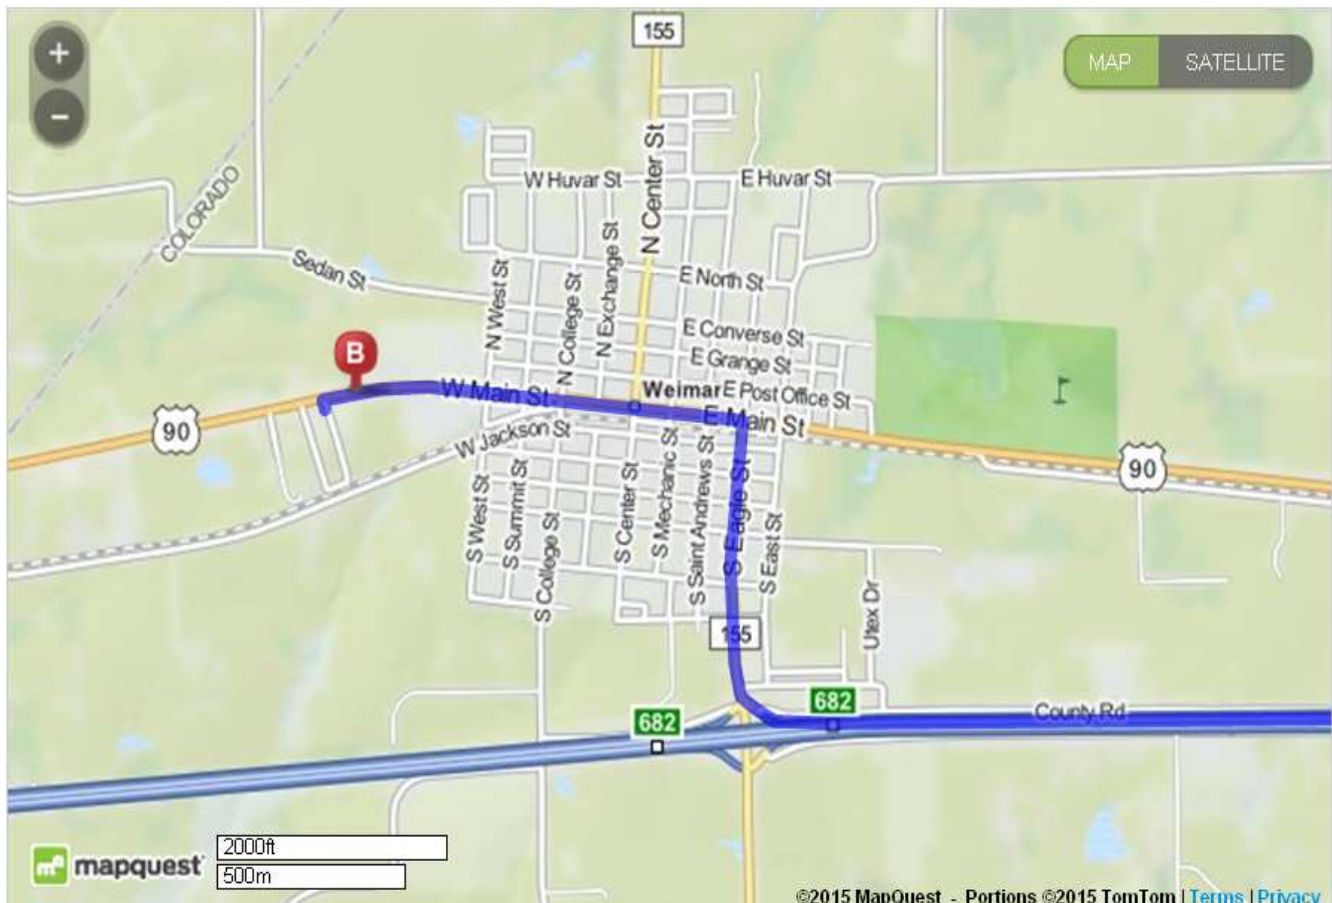 155
+
−
MAP
SATELLITE
N Center St
W Huvar St
E Huvar St
COLORADO
Sedan St
N West St
N College St
N Exchange St
E North St
E Converse St
E Grange St
B
W Main St
Weimar
E Post Office St
E Main St
90
W Jackson St
90
S West St
S Summit St
S College St
S Center St
S Mechanic St
S Saint Andrews St
S Eagle St
S East St
Utex Dr
155
682
682
County Rd
mapquest
2000ft
500m
©2015 MapQuest - Portions ©2015 TomTom | Terms | Privacy